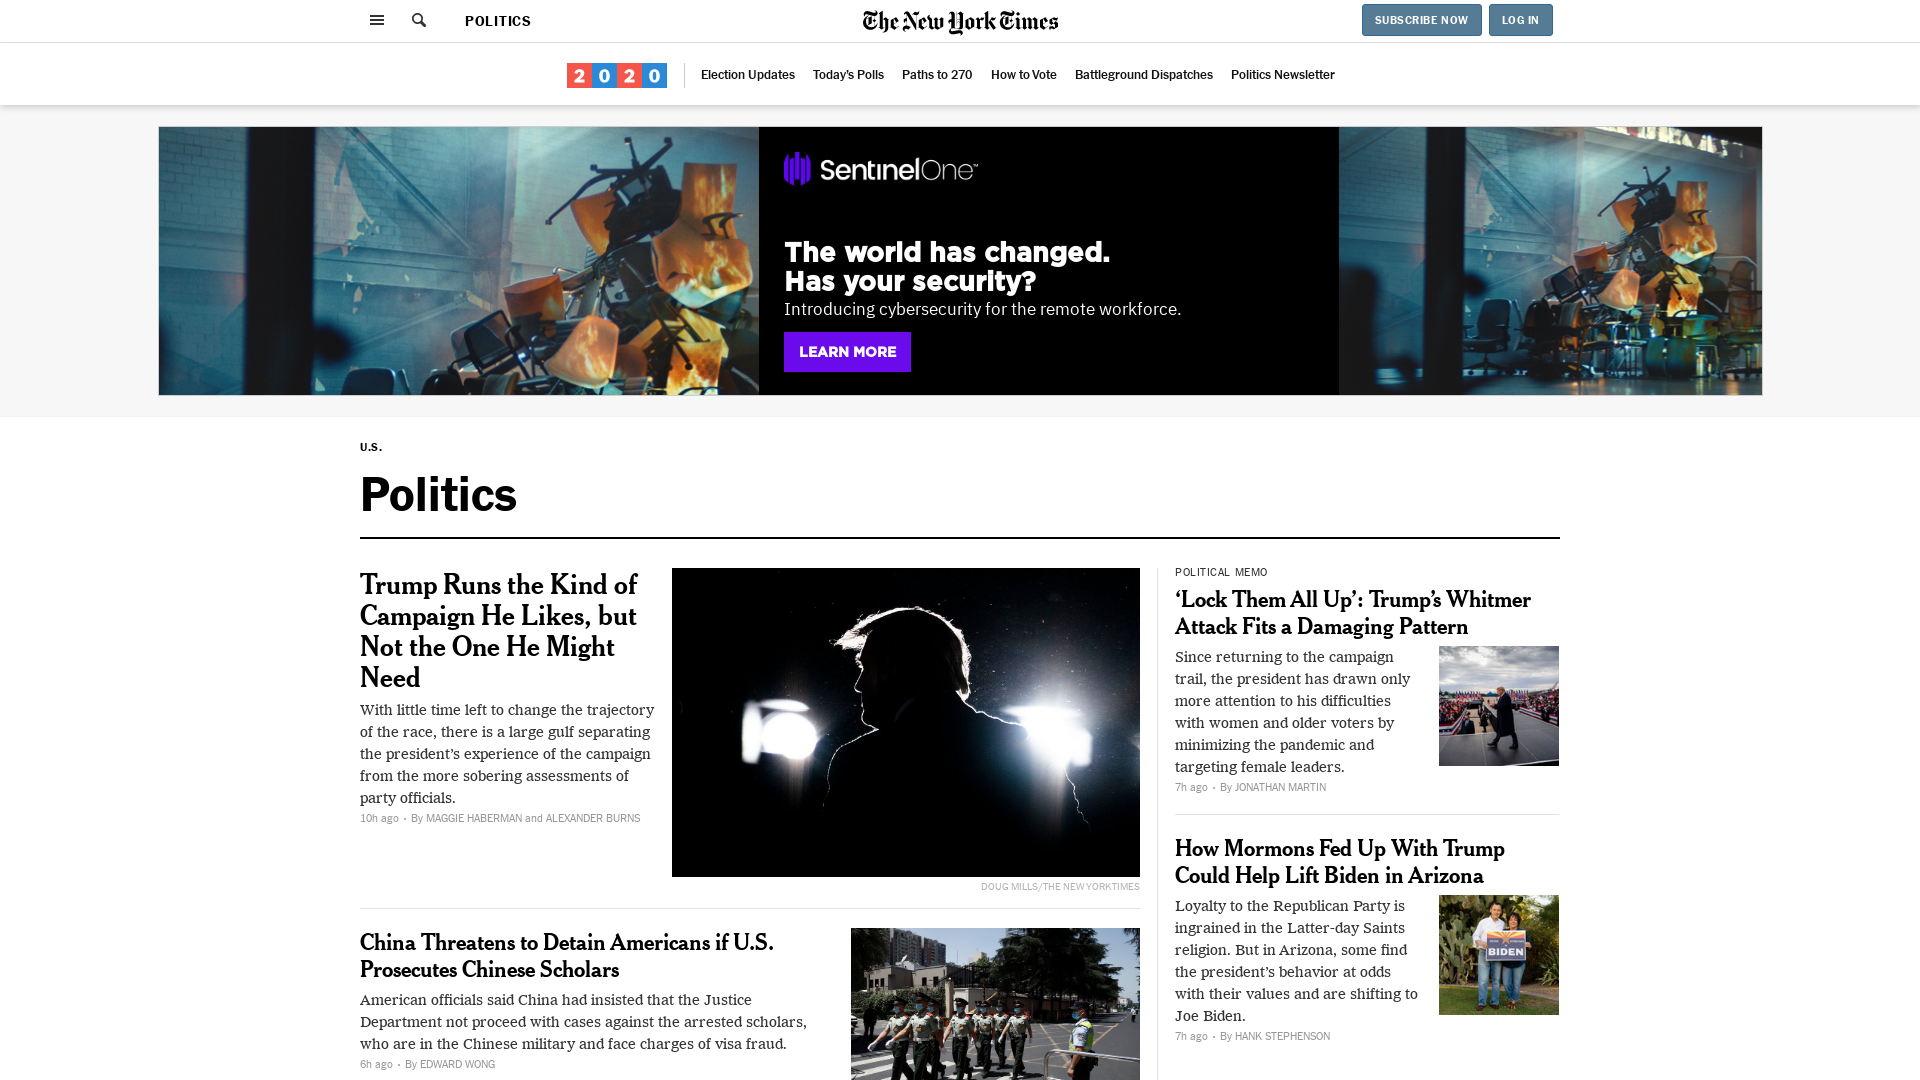 POLITICS
The New York Times
SUBSCRIBE NOW
LOG IN
2020
Election Updates
Today's Polls
Paths to 270
How to Vote
Battleground Dispatches
Politics Newsletter
SentinelOne™
The world has changed.
Has your security?
Introducing cybersecurity for the remote workforce.
LEARN MORE
U.S.
Politics
Trump Runs the Kind of
Campaign He Likes, but
Not the One He Might
Need
With little time left to change the trajectory
of the race, there is a large gulf separating
the president’s experience of the campaign
from the more sobering assessments of
party officials.
10h ago • By MAGGIE HABERMAN and ALEXANDER BURNS
DOUG MILLS/THE NEW YORK TIMES
China Threatens to Detain Americans if U.S.
Prosecutes Chinese Scholars
American officials said China had insisted that the Justice
Department not proceed with cases against the arrested scholars,
who are in the Chinese military and face charges of visa fraud.
6h ago • By EDWARD WONG
POLITICAL MEMO
‘Lock Them All Up’: Trump’s Whitmer
Attack Fits a Damaging Pattern
Since returning to the campaign
trail, the president has drawn only
more attention to his difficulties
with women and older voters by
minimizing the pandemic and
targeting female leaders.
7h ago • By JONATHAN MARTIN
How Mormons Fed Up With Trump
Could Help Lift Biden in Arizona
Loyalty to the Republican Party is
ingrained in the Latter-day Saints
religion. But in Arizona, some find
the president’s behavior at odds
with their values and are shifting to
Joe Biden.
BIDEN
7h ago • By HANK STEPHENSON